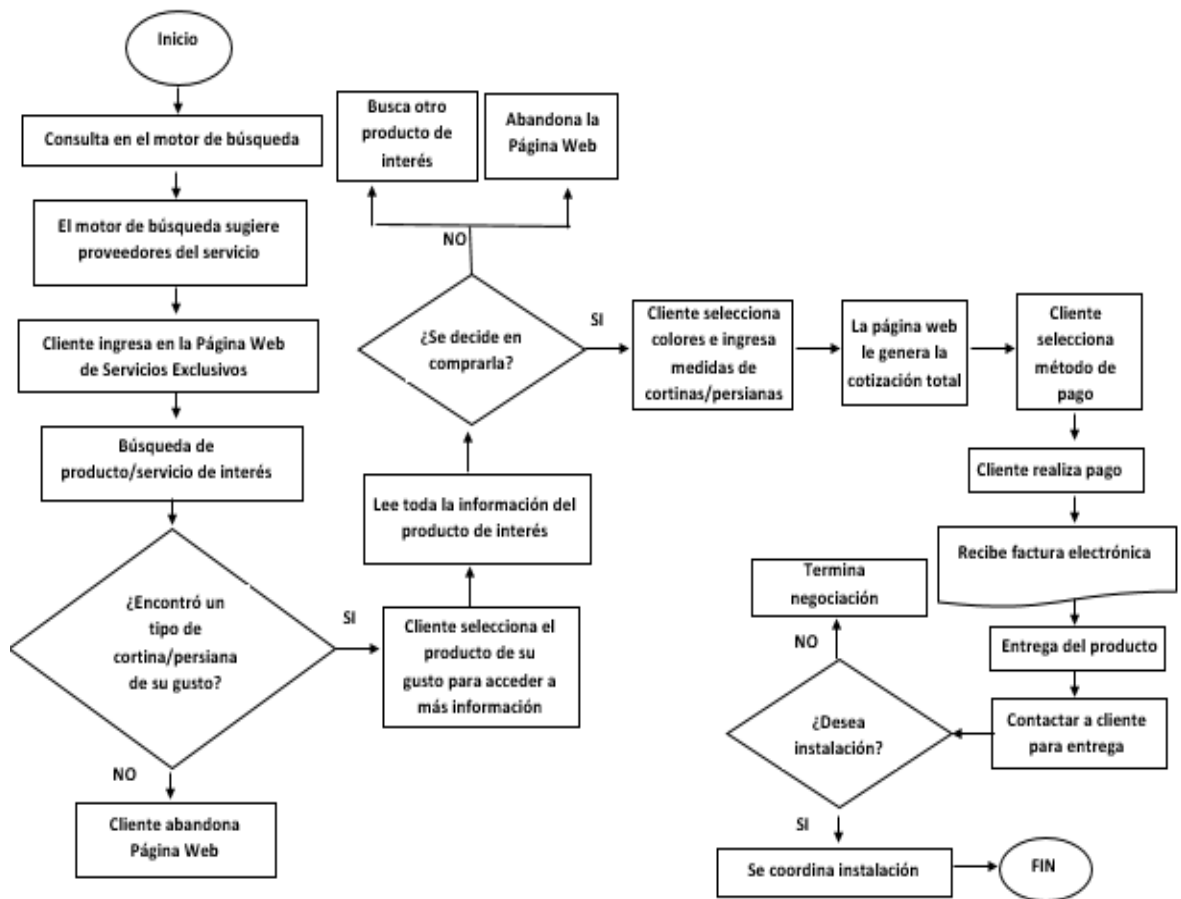 Inicio
Consulta en el motor de búsqueda
El motor de búsqueda sugiere
proveedores del servicio
Cliente ingresa en la Página Web
de Servicios Exclusivos
Búsqueda de
producto/servicio de interés
¿Encontró un
tipo de
cortina/persiana
de su gusto?
NO
Cliente abandona
Página Web
SI
Cliente selecciona el
producto de su
gusto para acceder a
más información
Lee toda la información del
producto de interés
¿Se decide en
comprarla?
NO
Busca otro
producto de
interés
Abandona la
Página Web
SI
Cliente selecciona
colores e ingresa
medidas de
cortinas/persianas
La página web
le genera la
cotización total
Cliente
selecciona
método de
pago
Cliente realiza pago
Recibe factura electrónica
Entrega del producto
Contactar a cliente
para entrega
¿Desea
instalación?
NO
Termina
negociación
SI
Se coordina instalación
FIN